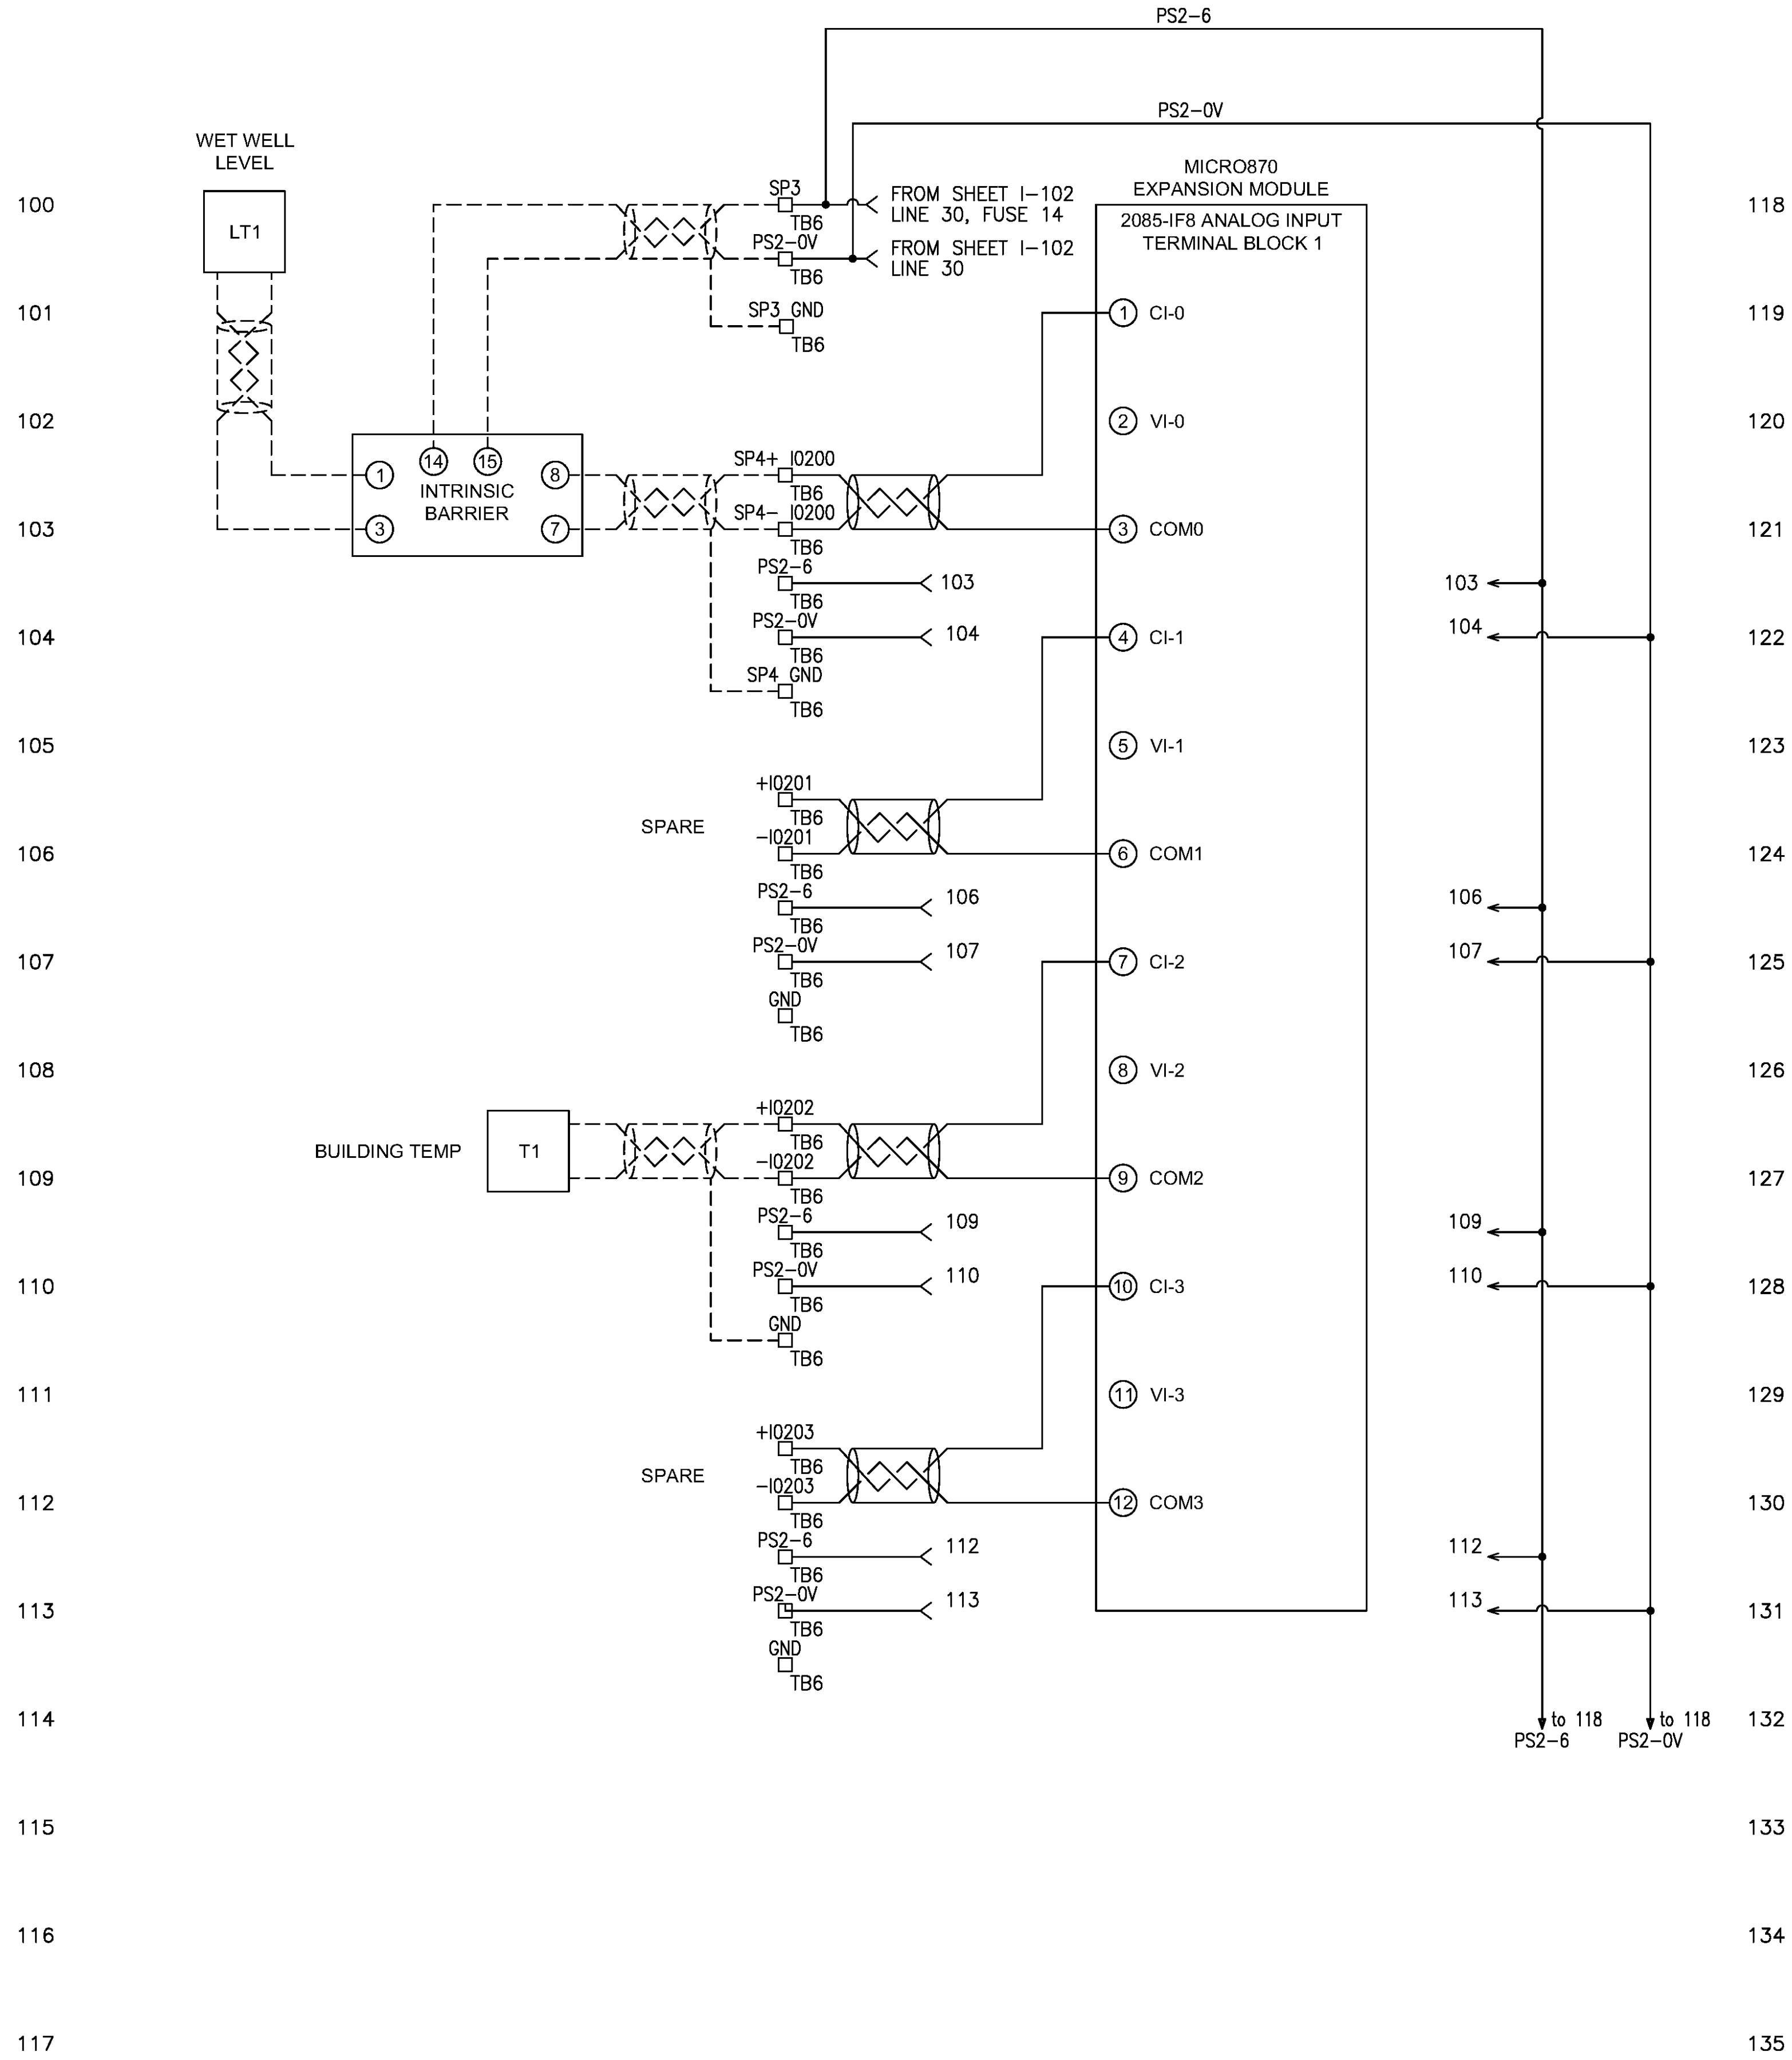 PS2-6
PS2-0V
WET WELL
LEVEL
MICRO870
EXPANSION MODULE
100
LT1
SP3
TB6
FROM SHEET I-102
LINE 30, FUSE 14
2085-IF8 ANALOG INPUT
TERMINAL BLOCK 1
118
PS2-0V
TB6
FROM SHEET I-102
LINE 30
101
SP3 GND
TB6
1 CI-0
119
102
2 VI-0
120
1
14
15
8
INTRINSIC
BARRIER
SP4+ I0200
TB6
103
3
7
SP4- I0200
TB6
3 COM0
121
PS2-6
TB6
103
103
104
PS2-0V
TB6
104
4 CI-1
104
122
SP4 GND
TB6
105
5 VI-1
123
+I0201
TB6
SPARE
106
-I0201
TB6
6 COM1
124
PS2-6
TB6
106
106
107
PS2-0V
TB6
107
7 CI-2
107
125
GND
TB6
108
8 VI-2
126
+I0202
TB6
BUILDING TEMP
T1
109
-I0202
TB6
9 COM2
127
PS2-6
TB6
109
109
110
PS2-0V
TB6
110
10 CI-3
110
128
GND
TB6
111
11 VI-3
129
+I0203
TB6
SPARE
112
-I0203
TB6
12 COM3
130
PS2-6
TB6
112
112
113
PS2-0V
TB6
113
113
131
GND
TB6
114
to 118
PS2-6
to 118
PS2-0V
132
115
133
116
134
117
135